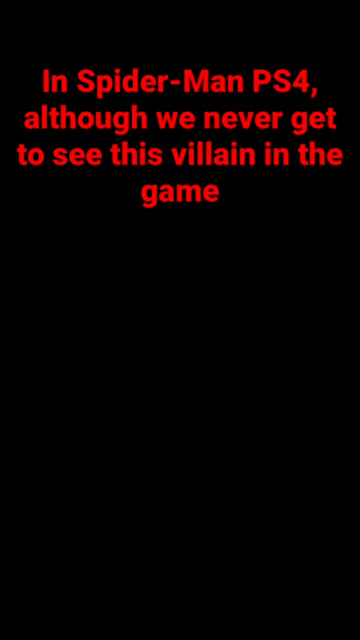 In Spider-Man PS4,
although we never get
to see this villain in the
game